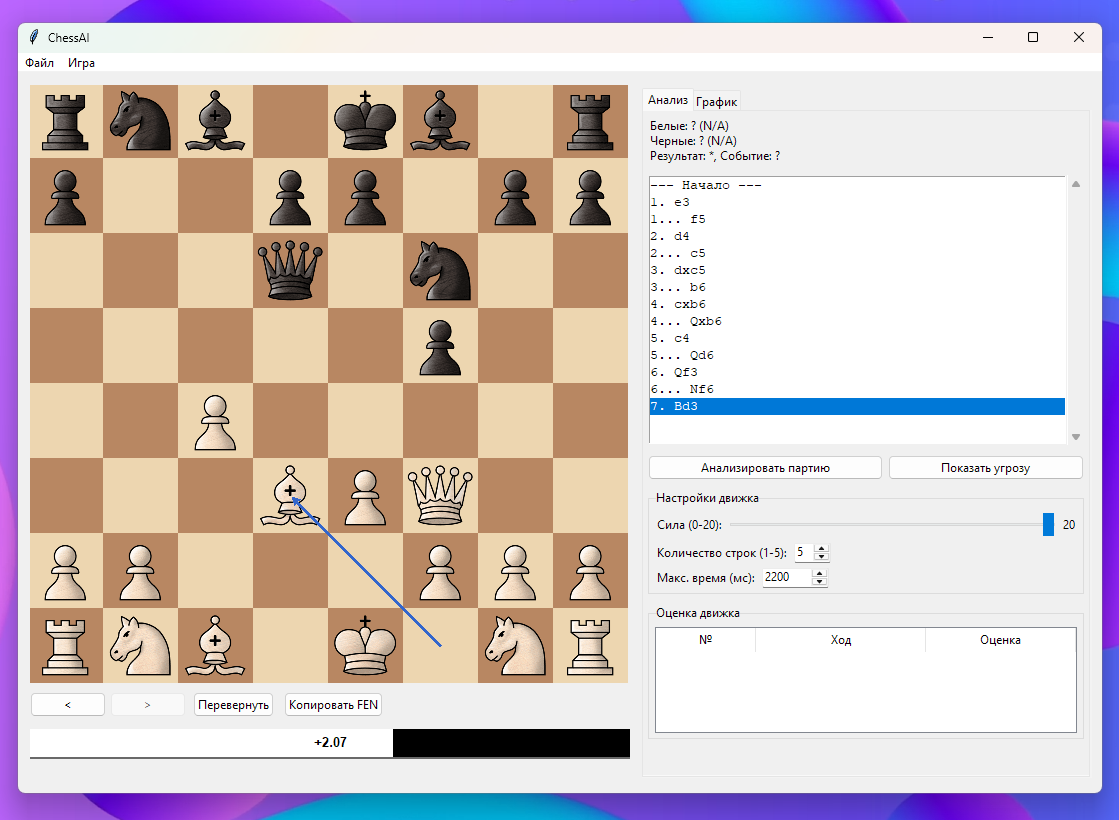 ChessAI
Файл Игра
Анализ График
Белые: ? (N/A)
Черные: ? (N/A)
Результат: *, Событие: ?
--- Начало ---
1. e3
1... f5
2. d4
2... c5
3. dxc5
3... b6
4. cxb6
4... Qxb6
5. c4
5... Qd6
6. Qf3
6... Nf6
7. Bd3
Анализировать партию Показать угрозу
Настройки движка
Сила (0-20): 20
Количество строк (1-5): 5
Макс. время (мс): 2200
Оценка движка
№ Ход Оценка
< > Перевернуть Копировать FEN
+2.07